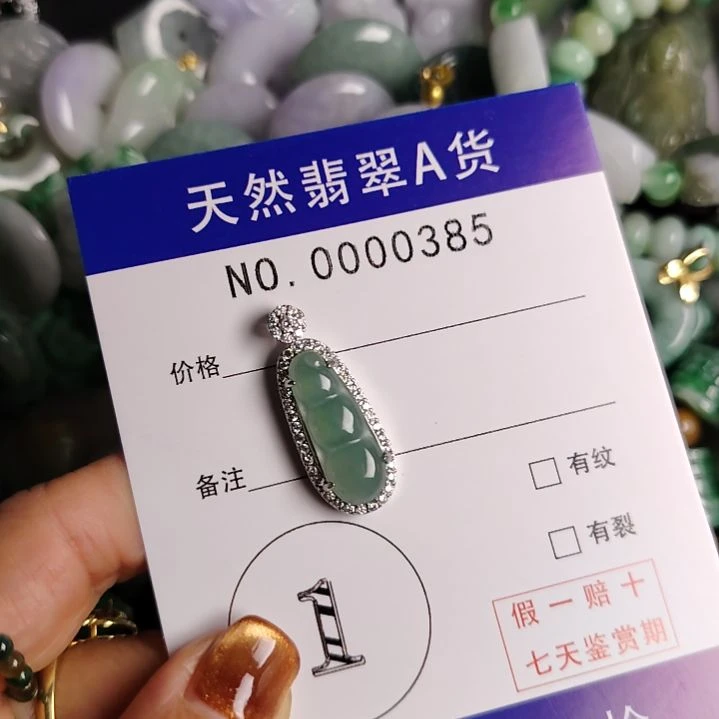 天然翡翠A货
NO. 0000385
价格
备注
有纹
有裂
1
假一赔十
七天鉴赏期